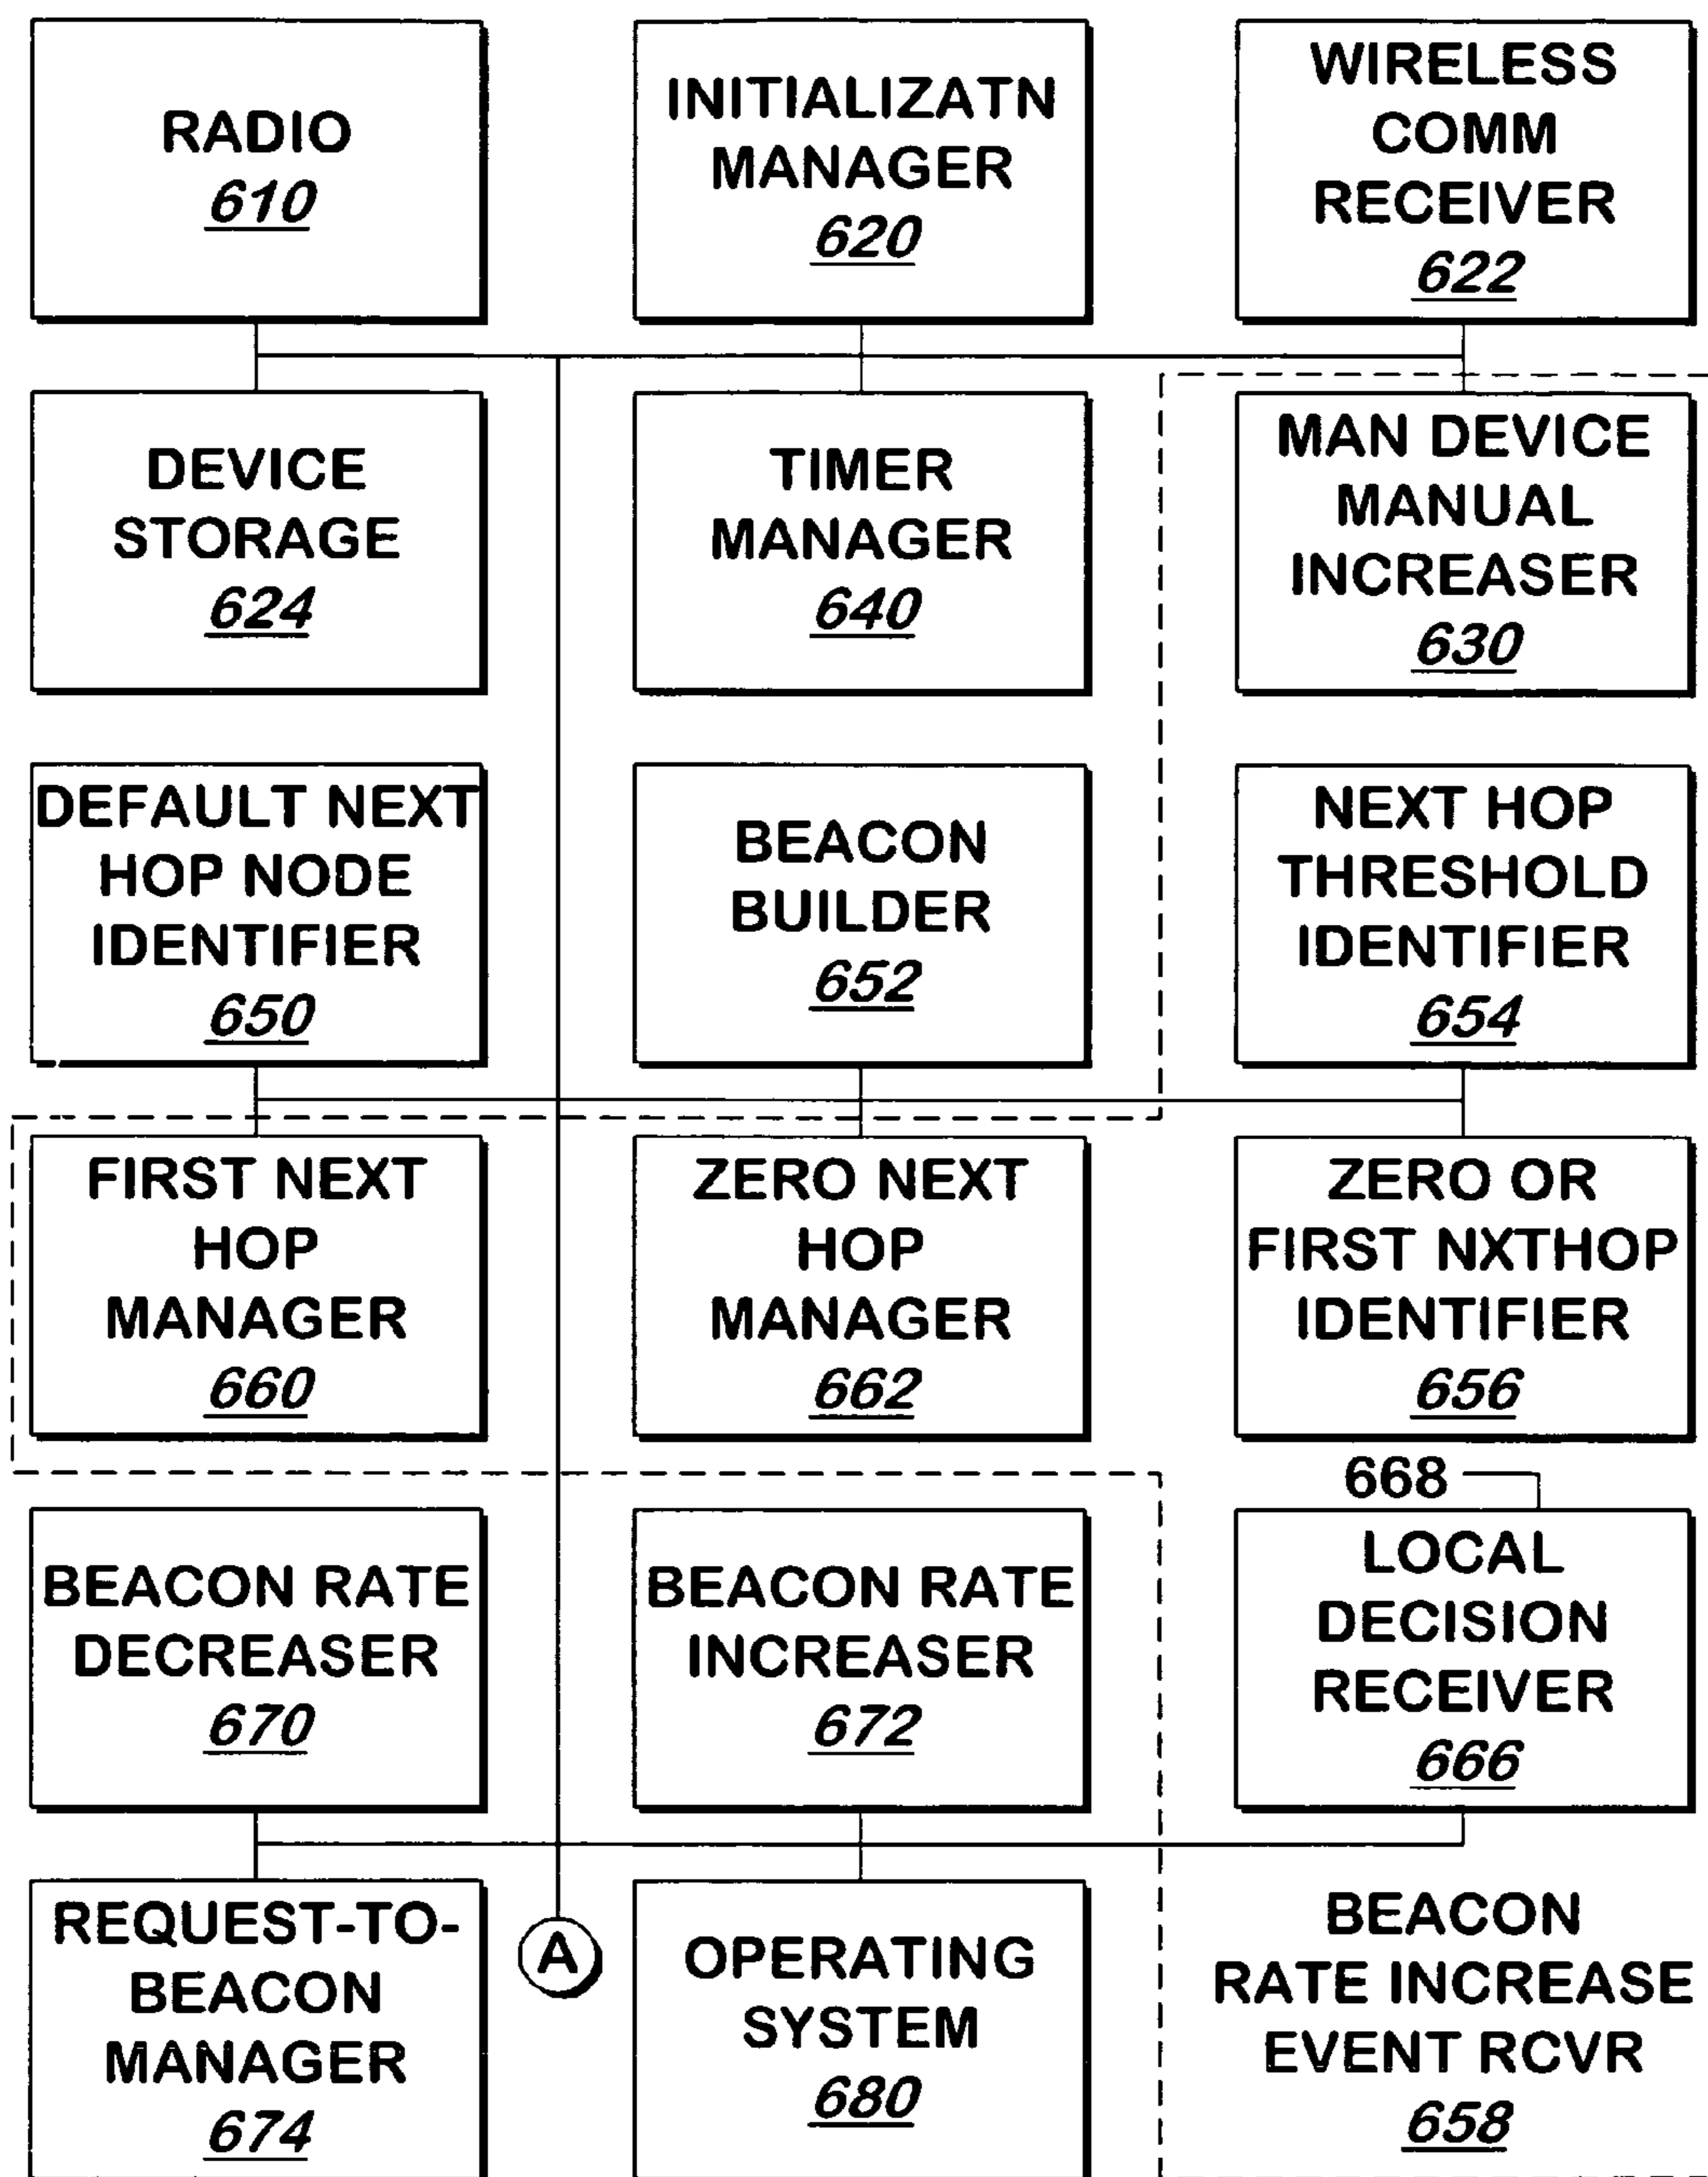 RADIO
610
INITIALIZATN
MANAGER
620
WIRELESS
COMM
RECEIVER
622
DEVICE
STORAGE
624
TIMER
MANAGER
640
MAN DEVICE
MANUAL
INCREASER
630
DEFAULT NEXT
HOP NODE
IDENTIFIER
650
BEACON
BUILDER
652
NEXT HOP
THRESHOLD
IDENTIFIER
654
FIRST NEXT
HOP
MANAGER
660
ZERO NEXT
HOP
MANAGER
662
ZERO OR
FIRST NXTHOP
IDENTIFIER
656
668
BEACON RATE
DECREASER
670
BEACON RATE
INCREASER
672
LOCAL
DECISION
RECEIVER
666
REQUEST-TO-
BEACON
MANAGER
674
A
OPERATING
SYSTEM
680
BEACON
RATE INCREASE
EVENT RCVR
658